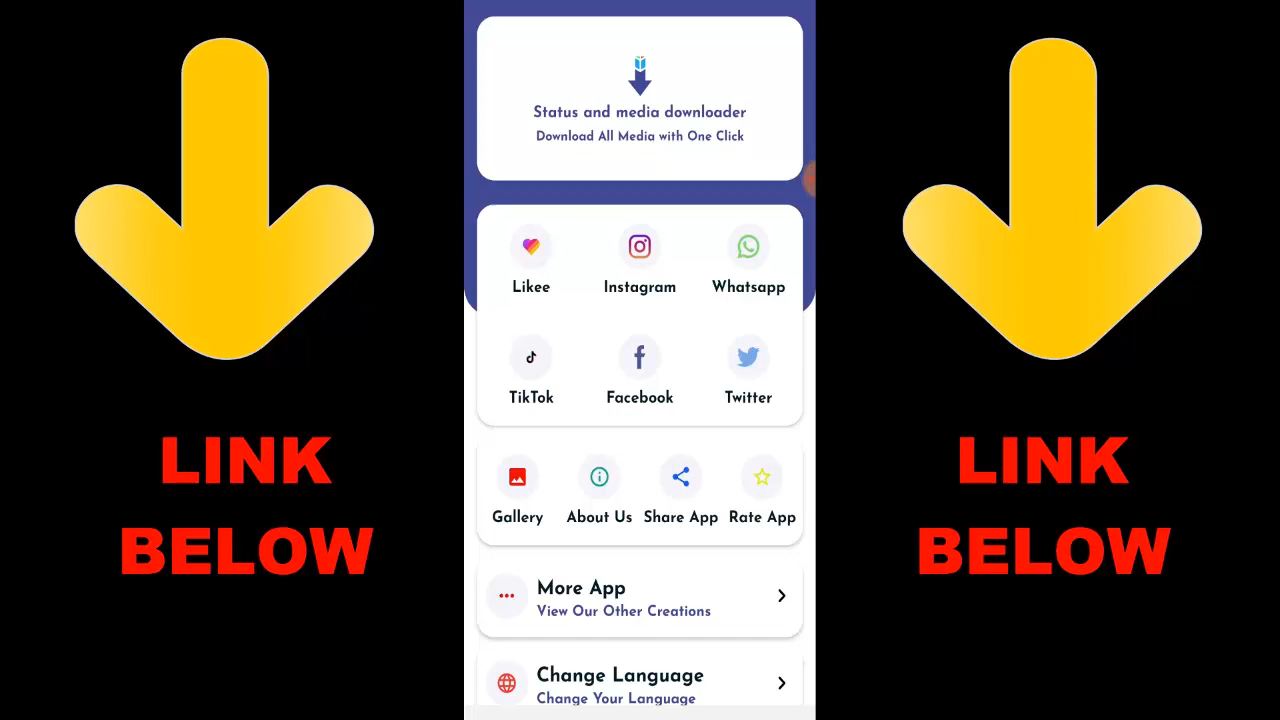 Status and media downloader
Download All Media with One Click
Likee Instagram Whatsapp
TikTok Facebook Twitter
LINK
BELOW
LINK
BELOW
Gallery About Us Share App Rate App
More App
View Our Other Creations
Change Language
Change Your Language